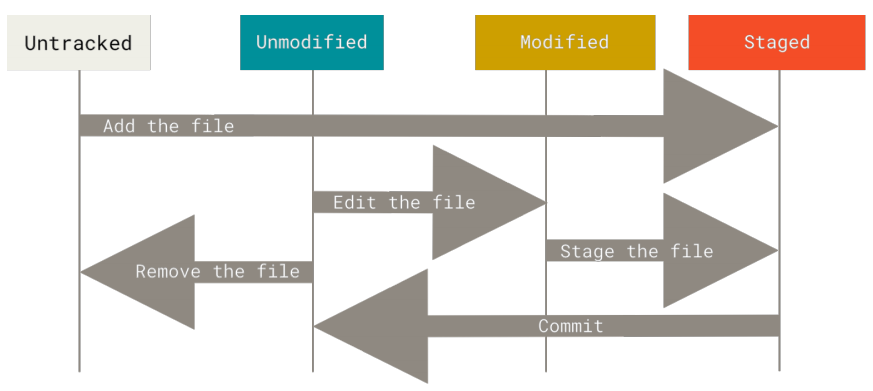 Untracked
Unmodified
Modified
Staged
Add the file
Edit the file
Stage the file
Remove the file
Commit